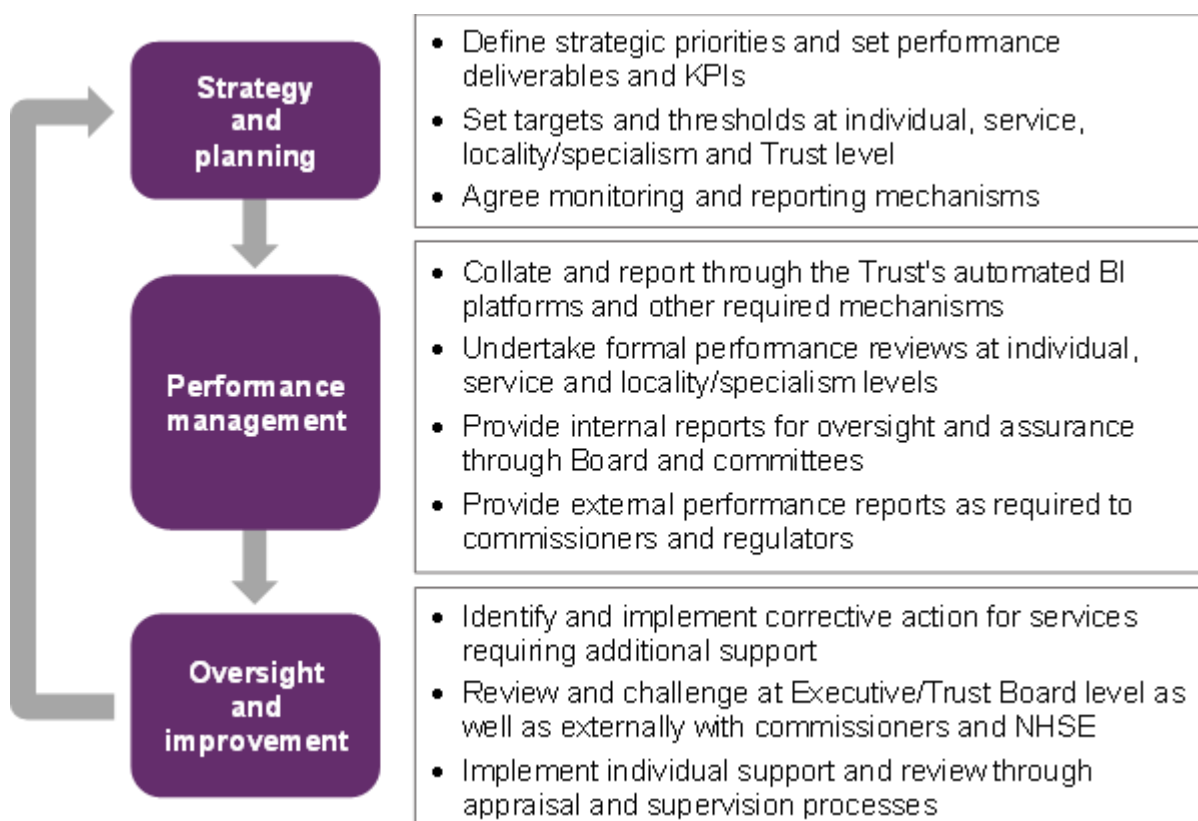 Strategy
and
planning
• Define strategic priorities and set performance
deliverables and KPIs
• Set targets and thresholds at individual, service,
locality/specialism and Trust level
• Agree monitoring and reporting mechanisms
Performance
management
• Collate and report through the Trust's automated BI
platforms and other required mechanisms
• Undertake formal performance reviews at individual,
service and locality/specialism levels
• Provide internal reports for oversight and assurance
through Board and committees
• Provide external performance reports as required to
commissioners and regulators
Oversight
and
improvement
• Identify and implement corrective action for services
requiring additional support
• Review and challenge at Executive/Trust Board level as
well as externally with commissioners and NHSE
• Implement individual support and review through
appraisal and supervision processes